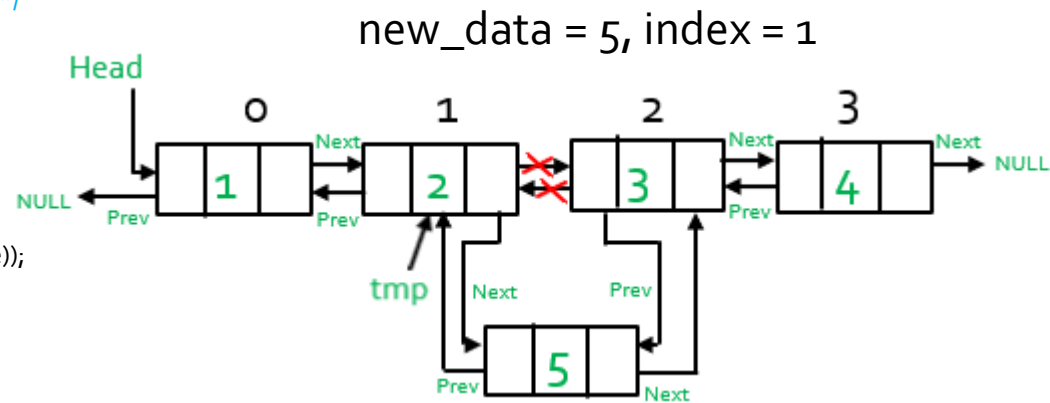 new_data = 5, index = 1
Head
0 1 2 3
Next Next Next
1 2 3 4
NULL NULL
Prev Prev Prev
));
tmp Next Prev
5
Prev Next